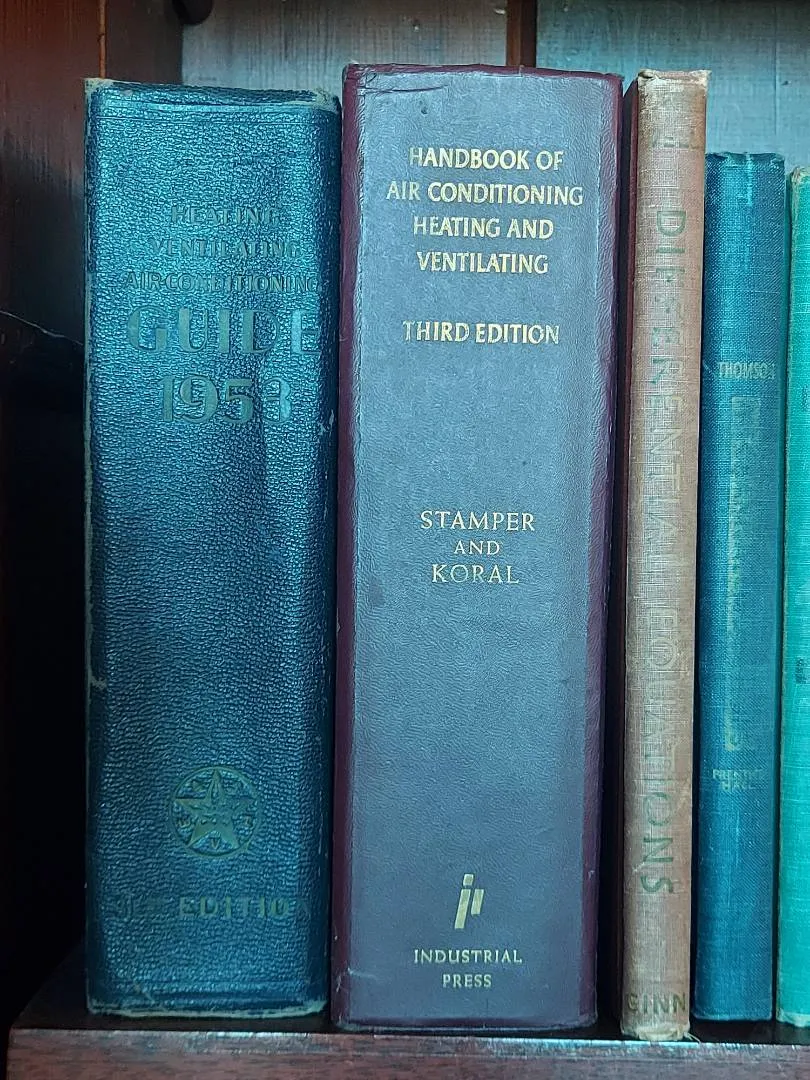 HEATING
VENTILATING
AIR-CONDITIONING
GUIDE
1953
EDITION
HANDBOOK OF
AIR CONDITIONING
HEATING AND
VENTILATING
THIRD EDITION
STAMPER
AND
KORAL
INDUSTRIAL
PRESS
DIFFERENTIAL EQUATIONS
GINN
THOMSON
PRENTICE
HALL